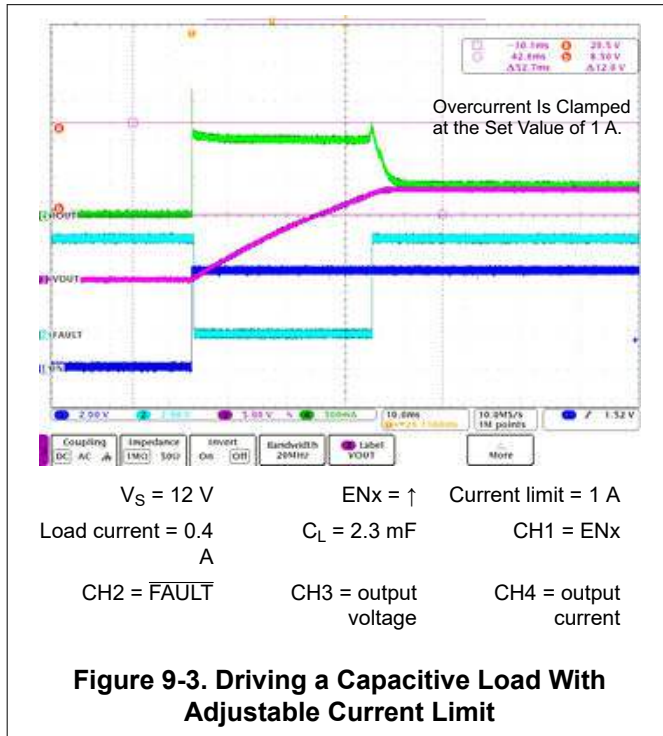 -10.1ms 20.5 V
42.6ms 8.50 V
Δ52.7ms Δ12.0 V
Overcurrent Is Clamped
at the Set Value of 1 A.
IOUT
VOUT
FAULT
2.00 V
5.00 V
10.0ms
10.0MS/s
1M points
1.52 V
Coupling
DC AC
Impedance
1MΩ 50Ω
Invert
On Off
Bandwidth
20MHz
Label
VOUT
More
V_S = 12 V ENx = ↑ Current limit = 1 A
Load current = 0.4
A
C_L = 2.3 mF CH1 = ENx
CH2 = FAULT CH3 = output
voltage
CH4 = output
current
Figure 9-3. Driving a Capacitive Load With
Adjustable Current Limit